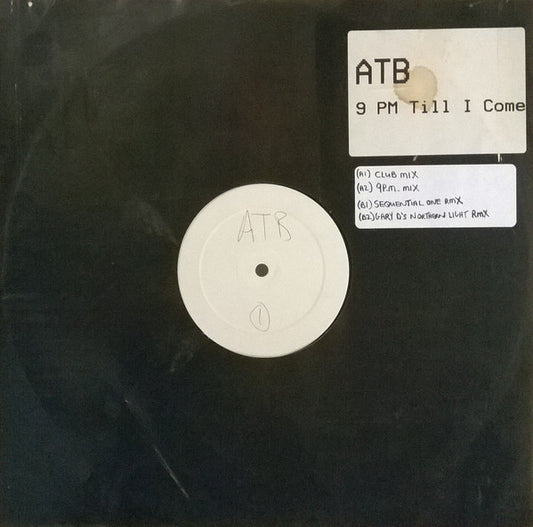 ATB
9 PM Till I Come
(A1) CLUB MIX
(A2) 9P.M. MIX
(B1) SEQUENTIAL ONE RMX
(B2) GARY D'S NORTHERN LIGHT RMX
ATB
1